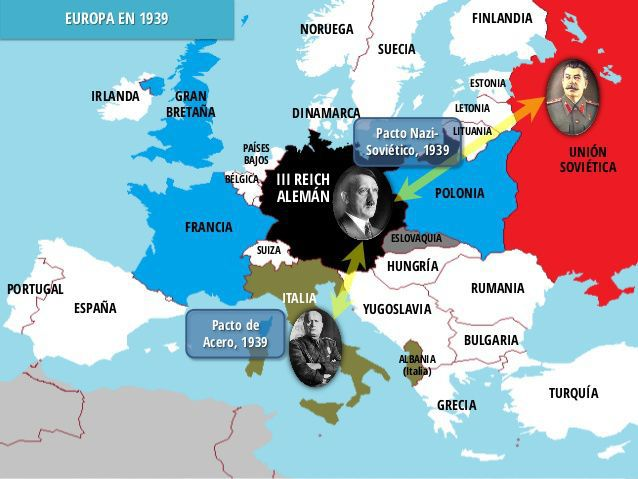 EUROPA EN 1939
FINLANDIA
NORUEGA
SUECIA
ESTONIA
IRLANDA
GRAN
BRETAÑA
LETONIA
DINAMARCA
Pacto Nazi-
Soviético, 1939
LITUANIA
PAÍSES
BAJOS
UNIÓN
SOVIÉTICA
BÉLGICA
III REICH
ALEMÁN
POLONIA
FRANCIA
ESLOVAQUIA
SUIZA
HUNGRÍA
PORTUGAL
ESPAÑA
ITALIA
RUMANIA
YUGOSLAVIA
Pacto de
Acero, 1939
BULGARIA
ALBANIA
(Italia)
TURQUÍA
GRECIA